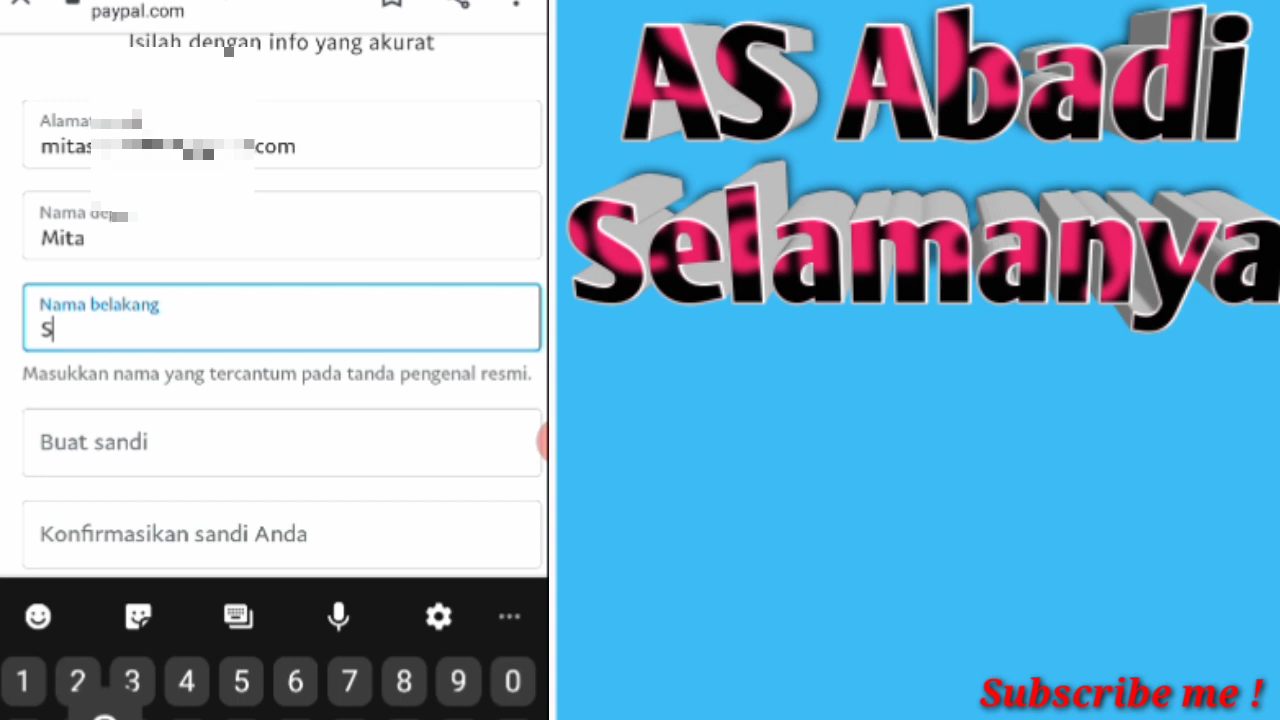 paypal.com
Isilah dengan info yang akurat
Alamat
mitas com
Nama
Mita
Nama belakang
S
Masukkan nama yang tercantum pada tanda pengenal resmi.
Buat sandi
Konfirmasikan sandi Anda
1 2 3 4 5 6 7 8 9 0
AS Abadi
Selamanya
Subscribe me !